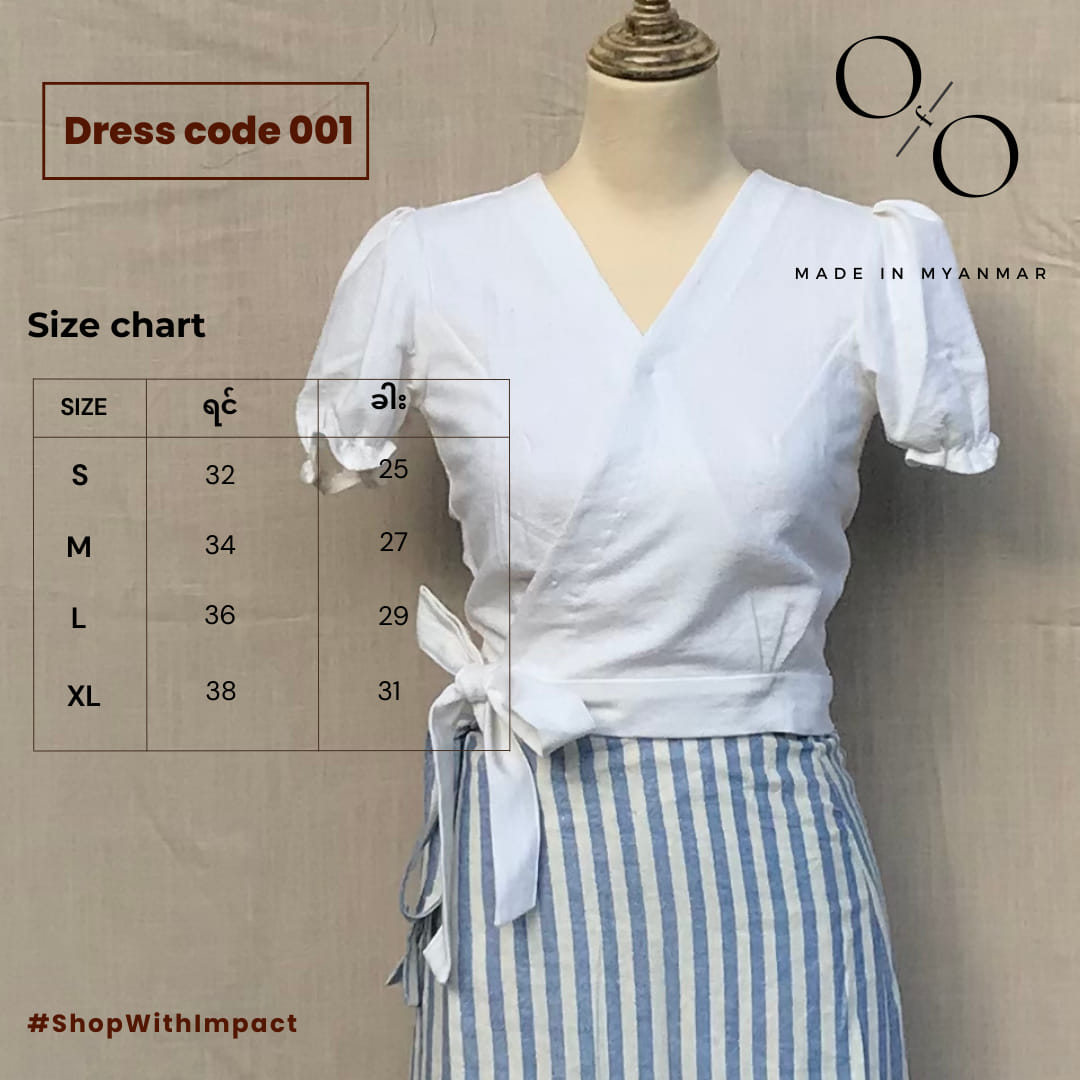 Dress code 001
OfO
MADE IN MYANMAR
Size chart
SIZE ရင် ခါး
S 32 25
M 34 27
L 36 29
XL 38 31
#ShopWithImpact